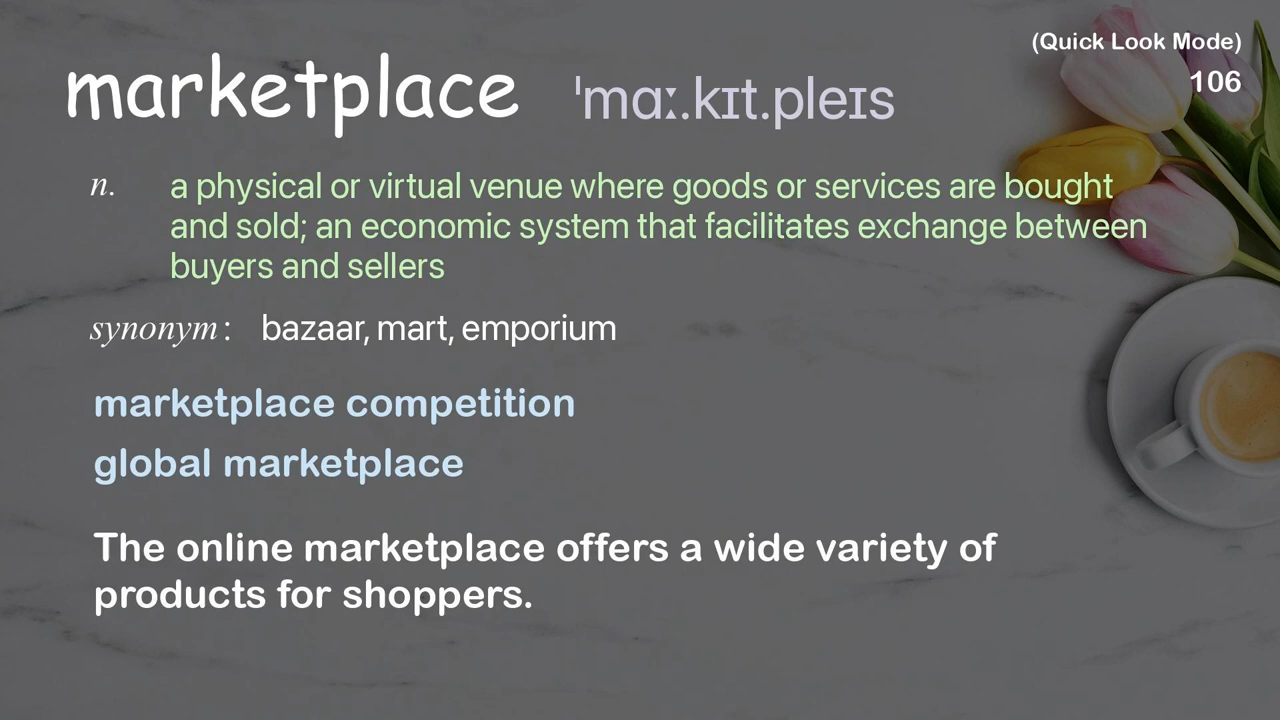 (Quick Look Mode)
marketplace ˈmɑː.kɪt.pleɪs
106
n. a physical or virtual venue where goods or services are bought
and sold; an economic system that facilitates exchange between
buyers and sellers
synonym: bazaar, mart, emporium
marketplace competition
global marketplace
The online marketplace offers a wide variety of
products for shoppers.